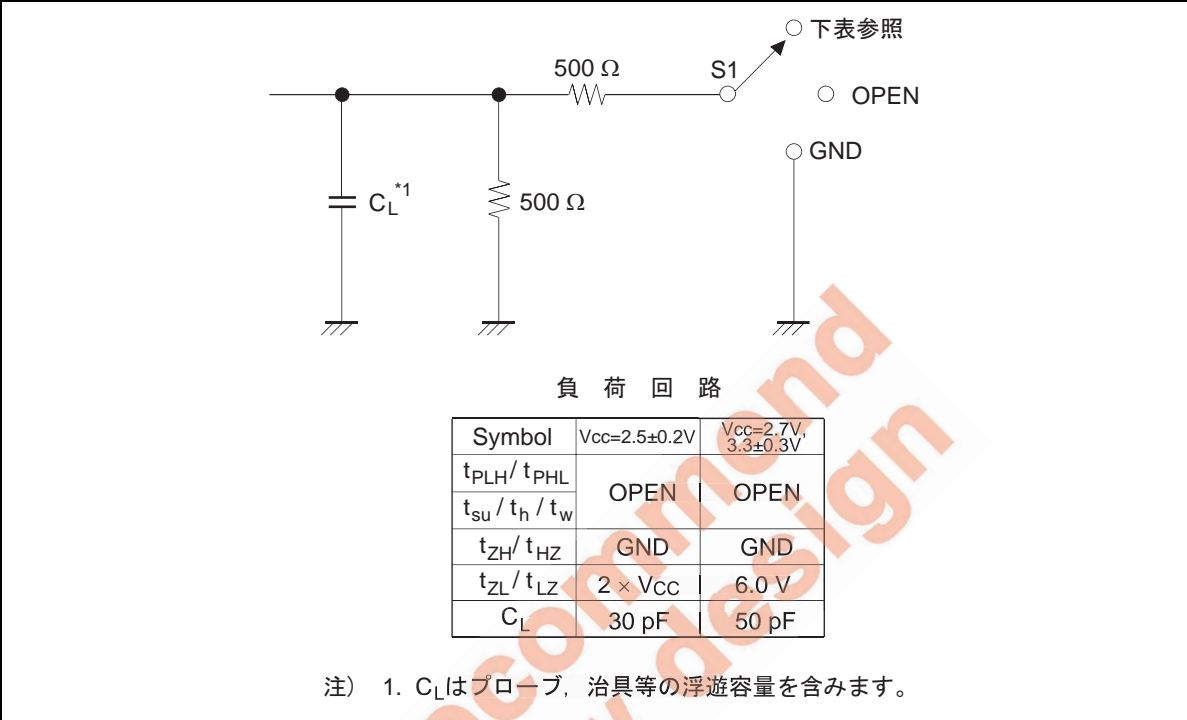 下表参照
500 Ω
S1
OPEN
GND
CL*1
500 Ω
負 荷 回 路
Symbol Vcc=2.5±0.2V Vcc=2.7V, 3.3±0.3V
tPLH / tPHL OPEN OPEN
tsu / th / tw
tZH / tHZ GND GND
tZL / tLZ 2 × VCC 6.0 V
CL 30 pF 50 pF
注) 1. CLはプローブ，治具等の浮遊容量を含みます。
design